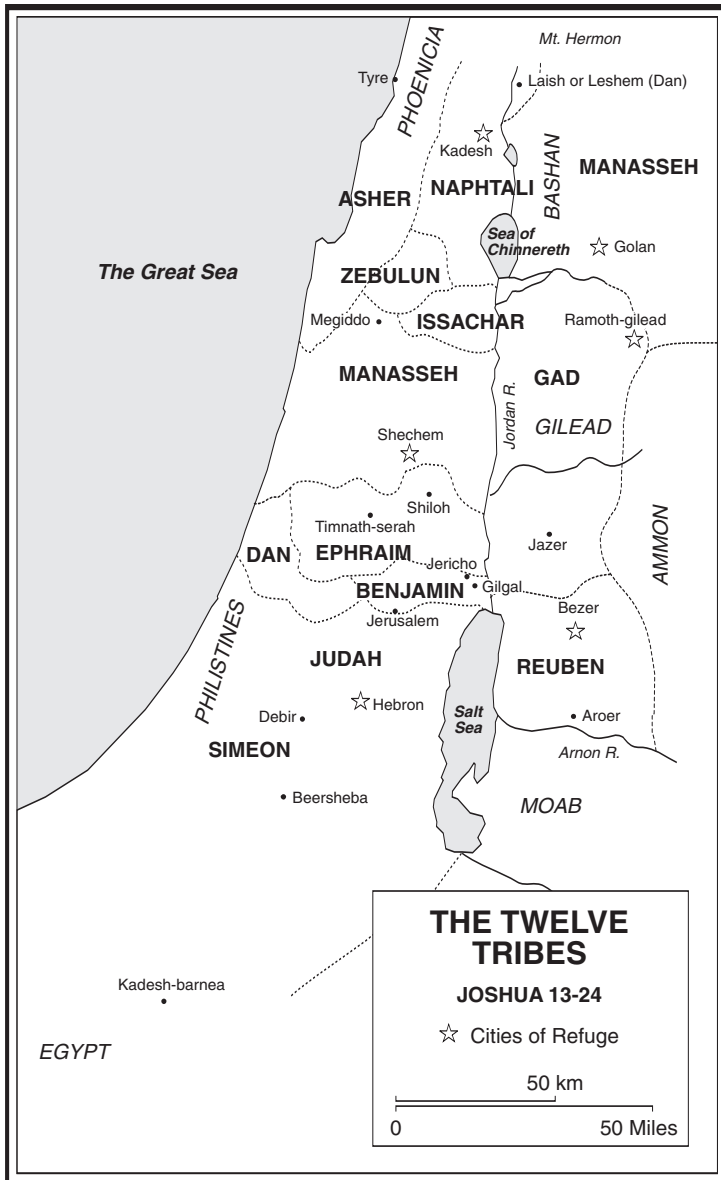 Mt. Hermon
Tyre
PHOENICIA
Laish or Leshem (Dan)
Kadesh
BASHAN
MANASSEH
NAPHTALI
ASHER
Sea of
Chinnereth
Golan
The Great Sea
ZEBULUN
Megiddo
ISSACHAR
Ramoth-gilead
MANASSEH
GAD
Jordan R.
GILEAD
Shechem
Shiloh
Timnath-serah
Jazer
AMMON
DAN
EPHRAIM
Jericho
BENJAMIN
Gilgal
Bezer
Jerusalem
PHILISTINES
JUDAH
REUBEN
Hebron
Debir
Salt
Sea
Aroer
SIMEON
Arnon R.
Beersheba
MOAB
THE TWELVE
TRIBES
JOSHUA 13-24
Cities of Refuge
50 km
0 50 Miles
Kadesh-barnea
EGYPT